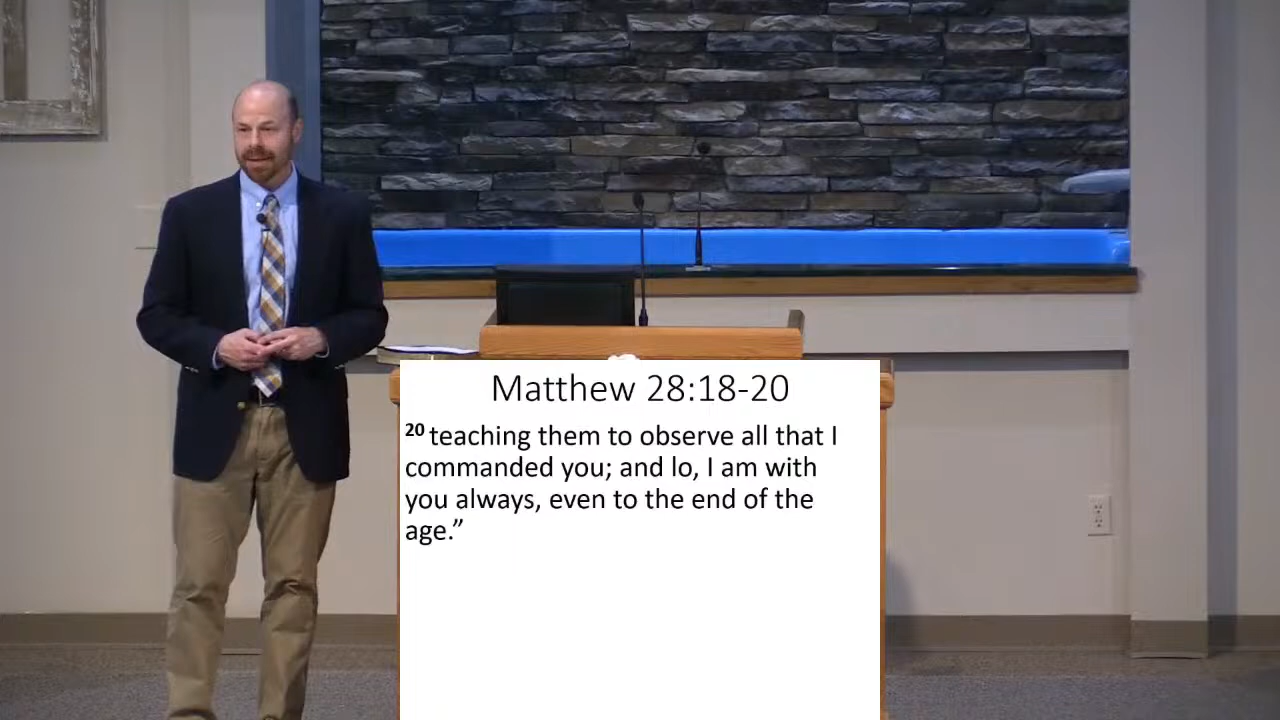 Matthew 28:18-20
20 teaching them to observe all that I
commanded you; and lo, I am with
you always, even to the end of the
age.”